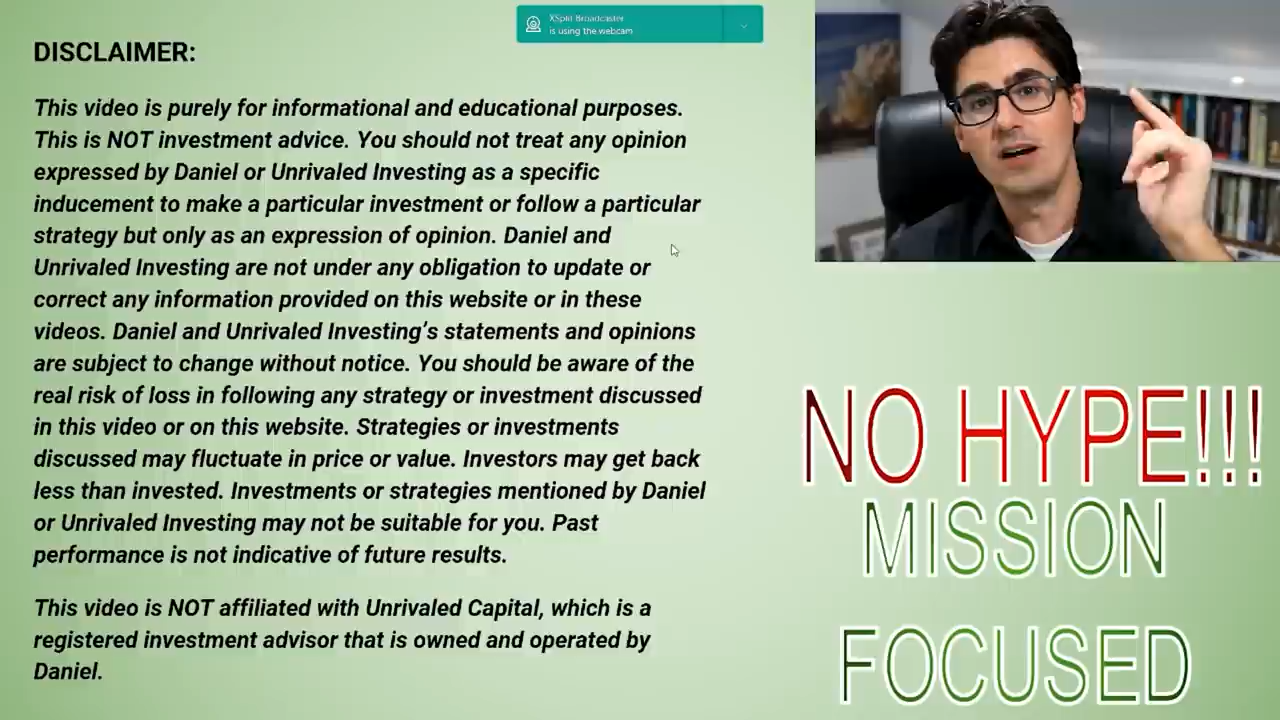 XSplit Broadcaster
is using the webcam
DISCLAIMER:
This video is purely for informational and educational purposes.
This is NOT investment advice. You should not treat any opinion
expressed by Daniel or Unrivaled Investing as a specific
inducement to make a particular investment or follow a particular
strategy but only as an expression of opinion. Daniel and
Unrivaled Investing are not under any obligation to update or
correct any information provided on this website or in these
videos. Daniel and Unrivaled Investing’s statements and opinions
are subject to change without notice. You should be aware of the
real risk of loss in following any strategy or investment discussed
in this video or on this website. Strategies or investments
discussed may fluctuate in price or value. Investors may get back
less than invested. Investments or strategies mentioned by Daniel
or Unrivaled Investing may not be suitable for you. Past
performance is not indicative of future results.
This video is NOT affiliated with Unrivaled Capital, which is a
registered investment advisor that is owned and operated by
Daniel.
NO HYPE!!!
MISSION
FOCUSED